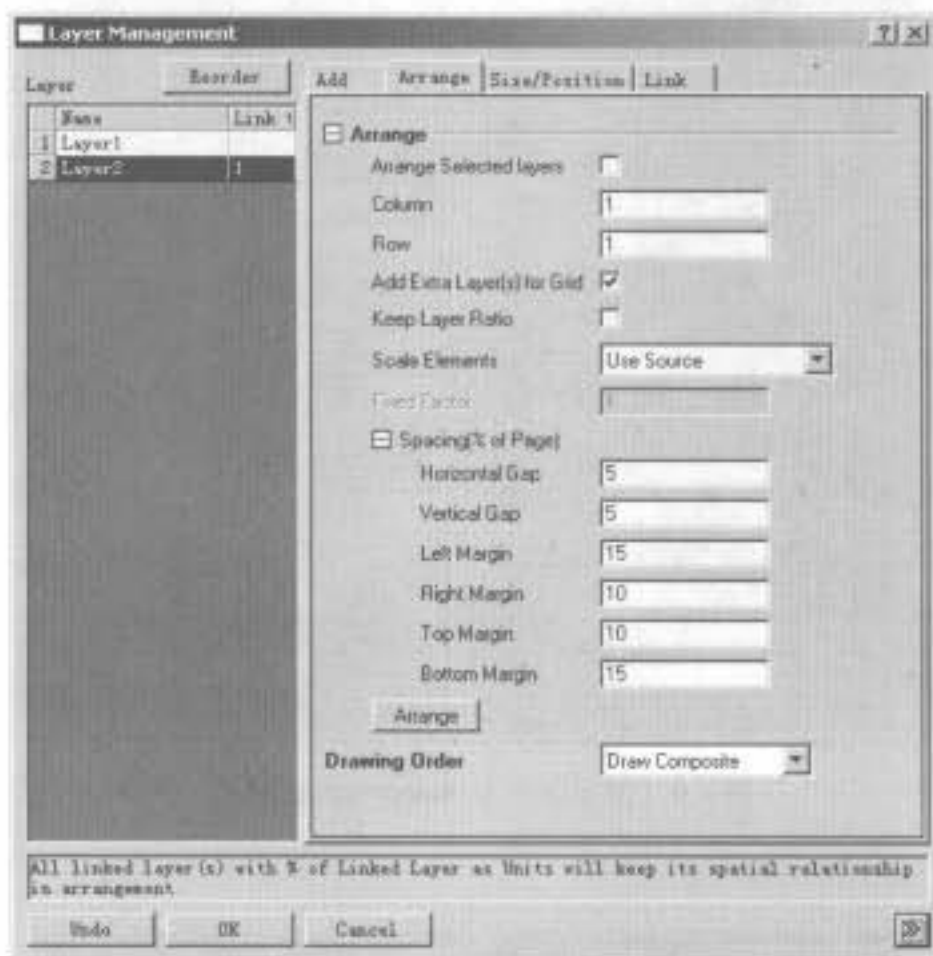 Layer Management
Layer Reorder
Name Link t
1 Layer1
2 Layer2 1
Add Arrange Size/Position Link
Arrange
Arrange Selected layers
Column 1
Row 1
Add Extra Layer(s) for Grid
Keep Layer Ratio
Scale Elements Use Source
Fixed Factor 1
Spacing(% of Page)
Horizontal Gap 5
Vertical Gap 5
Left Margin 15
Right Margin 10
Top Margin 10
Bottom Margin 15
Arrange
Drawing Order Draw Composite
All linked layer(s) with % of Linked Layer as Units will keep its spatial relationship
in arrangement
Undo OK Cancel